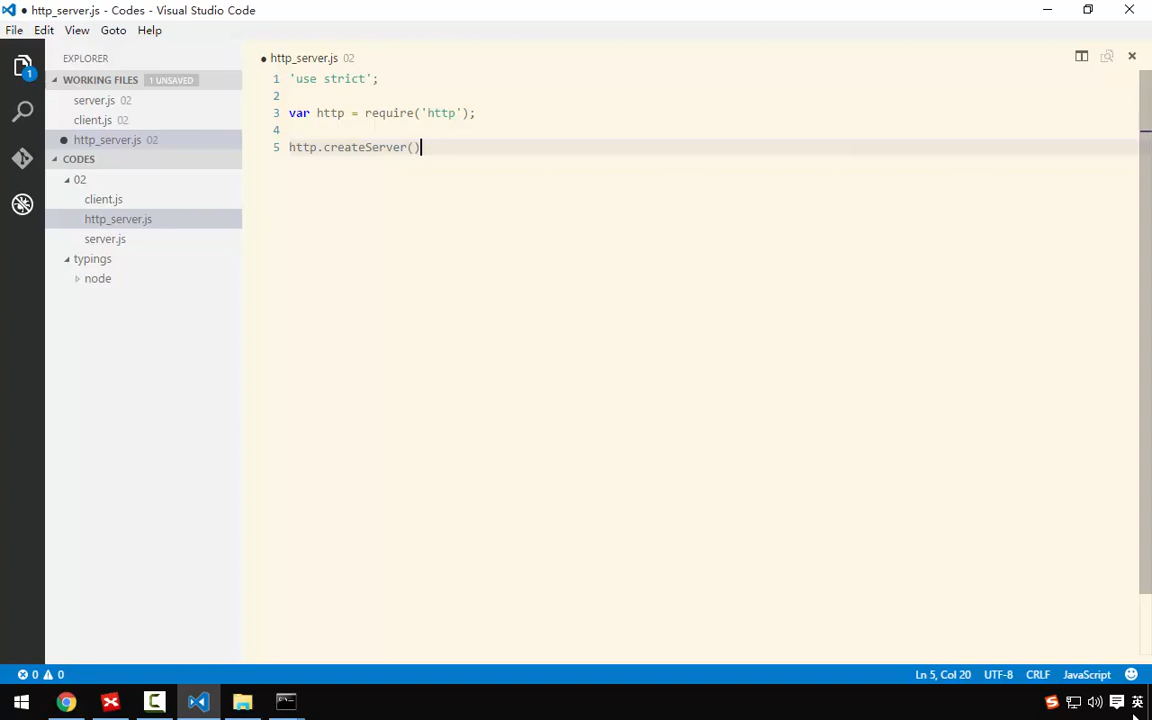 ● http_server.js - Codes - Visual Studio Code
File Edit View Goto Help
EXPLORER
WORKING FILES 1 UNSAVED
server.js 02
client.js 02
http_server.js 02
CODES
02
client.js
http_server.js
server.js
typings
node
1
● http_server.js 02
1 'use strict';
2
3 var http = require('http');
4
5 http.createServer()
0 0
Ln 5, Col 20 UTF-8 CRLF JavaScript
英